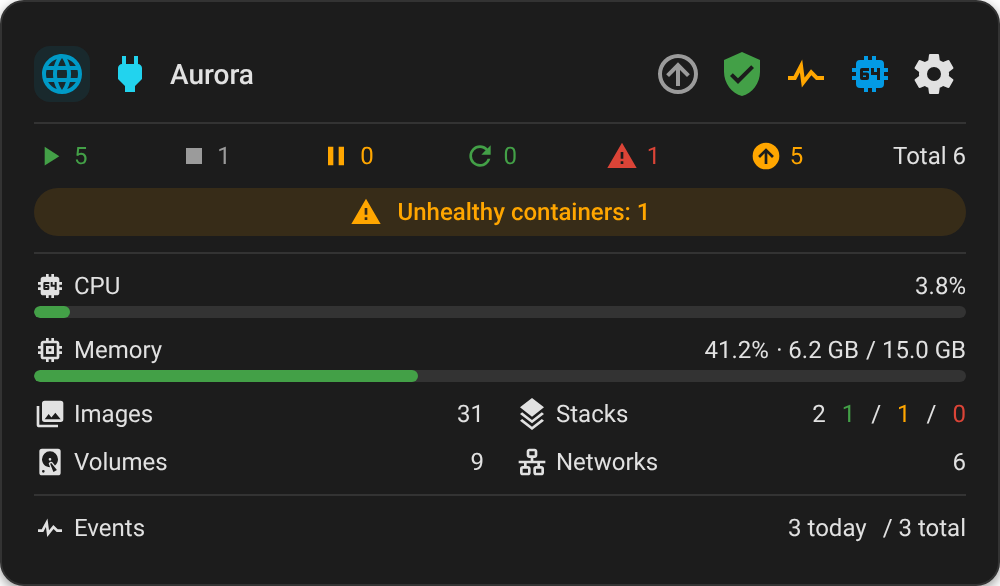 Aurora 64
5 1 0 0 1 5 Total 6
Unhealthy containers: 1
64 CPU 3.8%
Memory 41.2% · 6.2 GB / 15.0 GB
Images 31 Stacks 2 1 / 1 / 0
Volumes 9 Networks 6
Events 3 today / 3 total